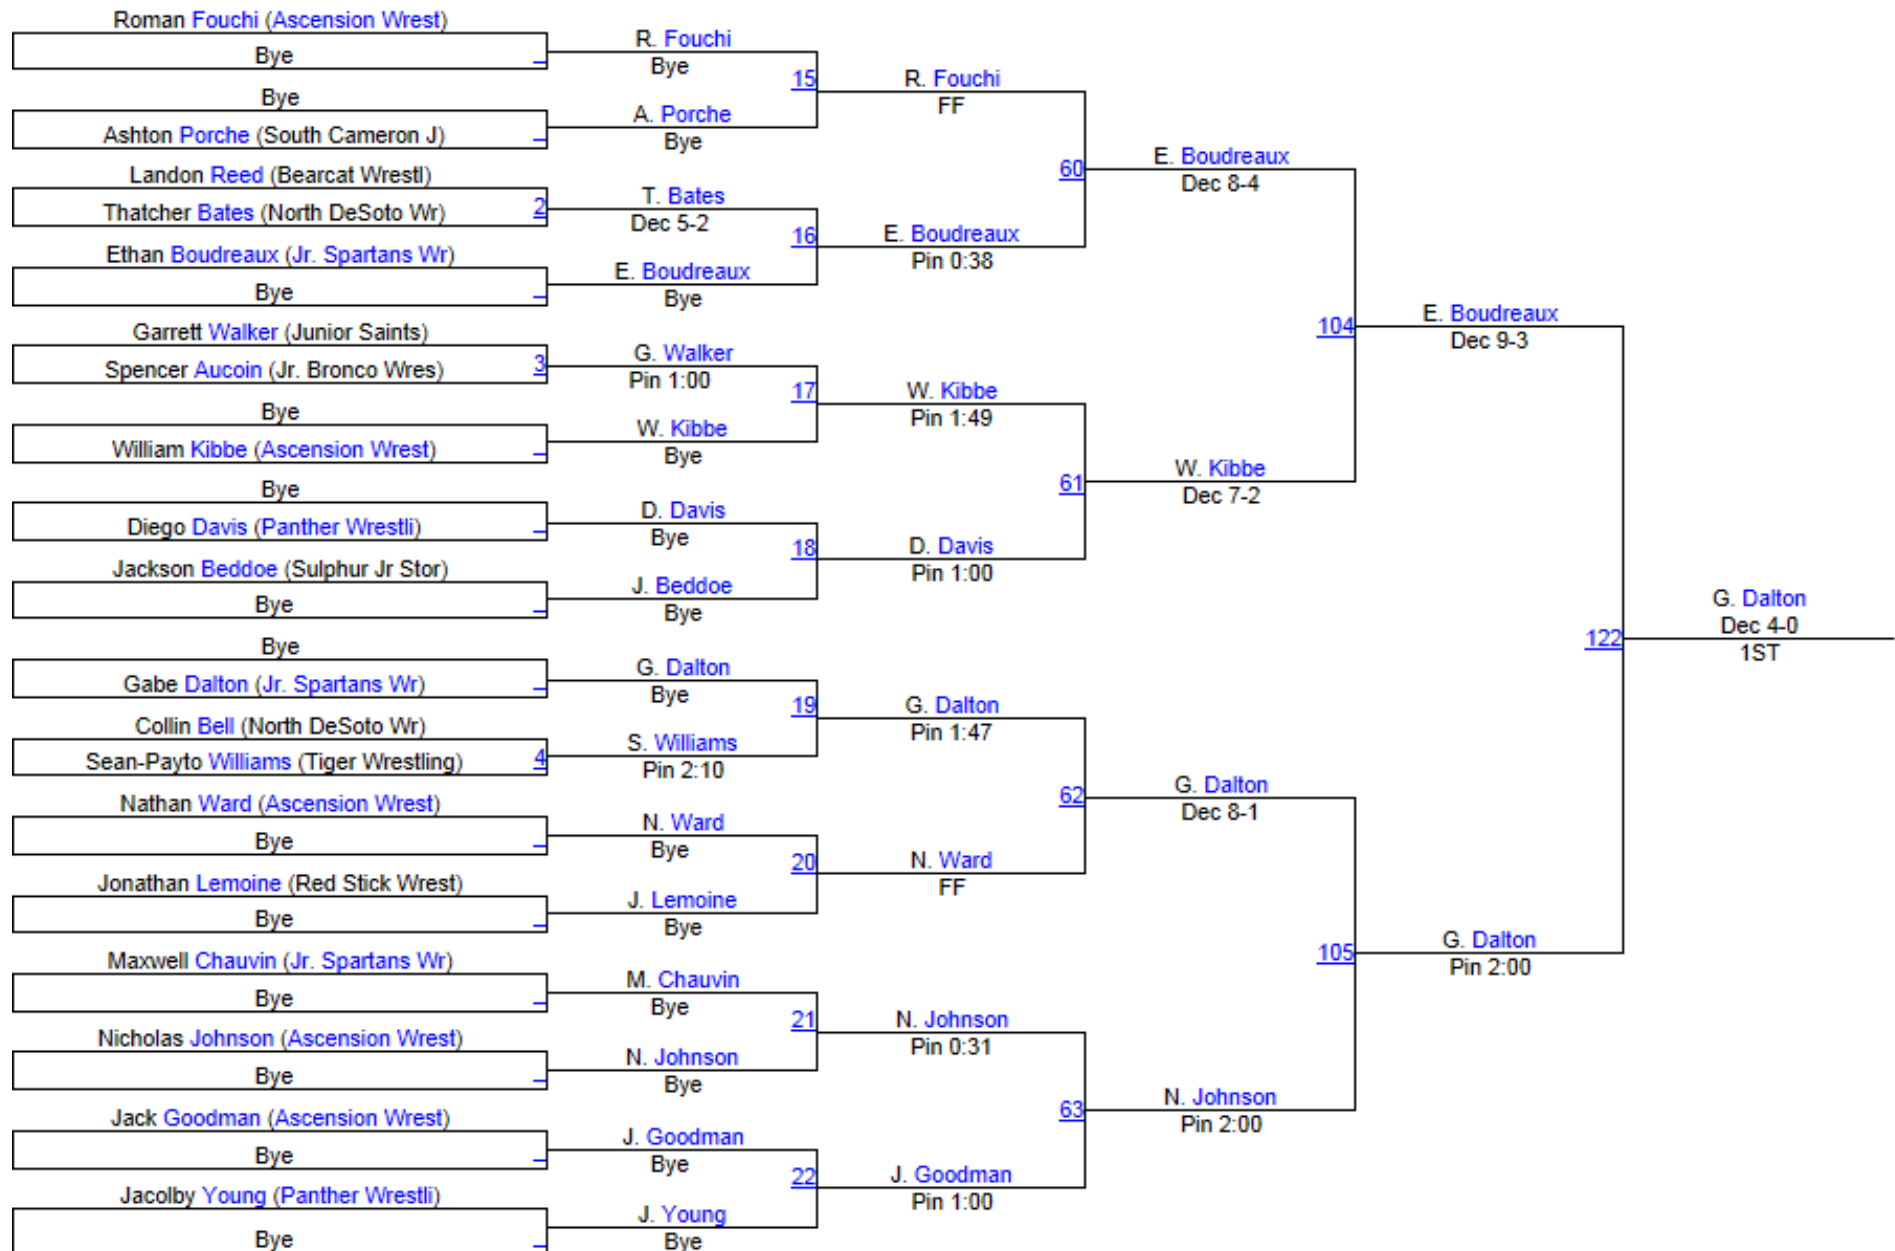 Roman Fouchi (Ascension Wrest)
Bye
Bye
Ashton Porche (South Cameron J)
Landon Reed (Bearcat Wrestl)
Thatcher Bates (North DeSoto Wr)
2
Ethan Boudreaux (Jr. Spartans Wr)
Bye
Garrett Walker (Junior Saints)
Spencer Aucoin (Jr. Bronco Wres)
3
Bye
William Kibbe (Ascension Wrest)
Bye
Diego Davis (Panther Wrestli)
Jackson Beddoe (Sulphur Jr Stor)
Bye
Bye
Gabe Dalton (Jr. Spartans Wr)
Collin Bell (North DeSoto Wr)
Sean-Payto Williams (Tiger Wrestling)
4
Nathan Ward (Ascension Wrest)
Bye
Jonathan Lemoine (Red Stick Wrest)
Bye
Maxwell Chauvin (Jr. Spartans Wr)
Bye
Nicholas Johnson (Ascension Wrest)
Bye
Jack Goodman (Ascension Wrest)
Bye
Jacolby Young (Panther Wrestli)
Bye
R. Fouchi
Bye
15
A. Porche
Bye
T. Bates
Dec 5-2
16
E. Boudreaux
Bye
G. Walker
Pin 1:00
17
W. Kibbe
Bye
D. Davis
Bye
18
J. Beddoe
Bye
G. Dalton
Bye
19
S. Williams
Pin 2:10
N. Ward
Bye
20
J. Lemoine
Bye
M. Chauvin
Bye
21
N. Johnson
Bye
J. Goodman
Bye
22
J. Young
Bye
R. Fouchi
FF
60
E. Boudreaux
Pin 0:38
W. Kibbe
Pin 1:49
61
D. Davis
Pin 1:00
G. Dalton
Pin 1:47
62
N. Ward
FF
N. Johnson
Pin 0:31
63
J. Goodman
Pin 1:00
E. Boudreaux
Dec 8-4
104
W. Kibbe
Dec 7-2
G. Dalton
Dec 8-1
105
N. Johnson
Pin 2:00
E. Boudreaux
Dec 9-3
122
G. Dalton
Pin 2:00
G. Dalton
Dec 4-0
1ST